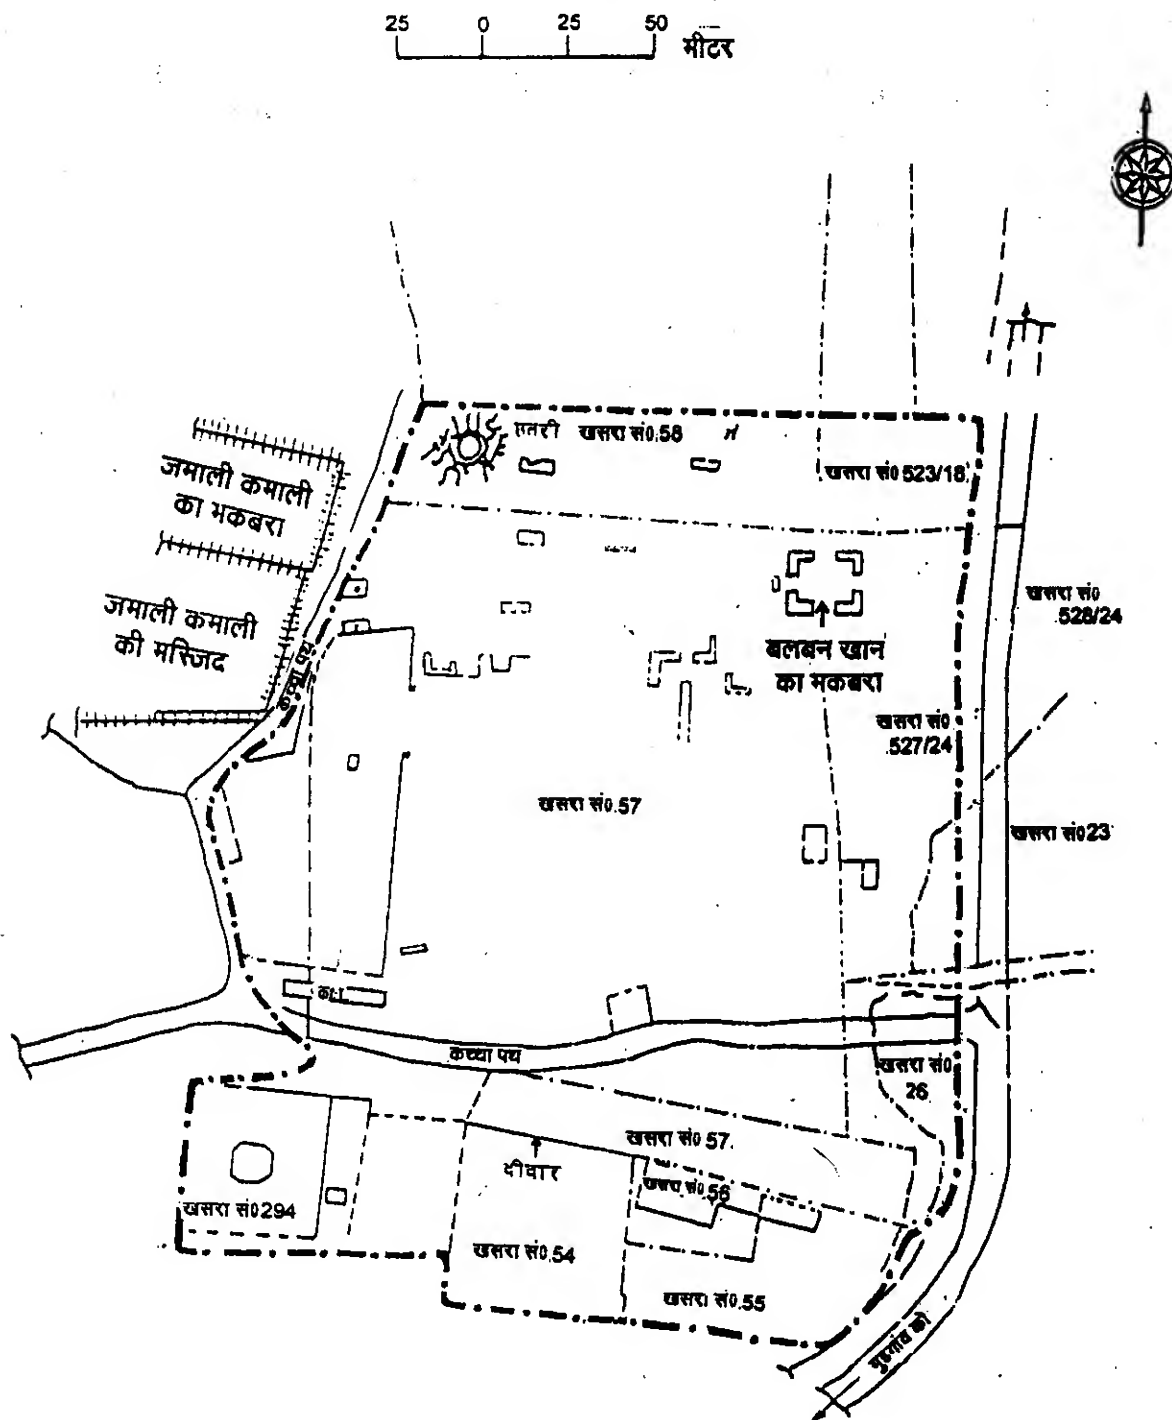 25 0 25 50
मीटर
खसरा सं0.58
खसरा सं0 523/18
जमाली कमाली
का मकबरा
जमाली कमाली
की मस्जिद
कच्चा पथ
खसरा सं0
528/24
बलबन खान
का मकबरा
खसरा सं0
527/24
खसरा सं0.57
खसरा सं0 23
कच्चा पथ
खसरा सं0
26
खसरा सं0 57.
दीवार
खसरा सं0.56
खसरा सं0 294
खसरा सं0.54
खसरा सं0.55
गुड़गांव को